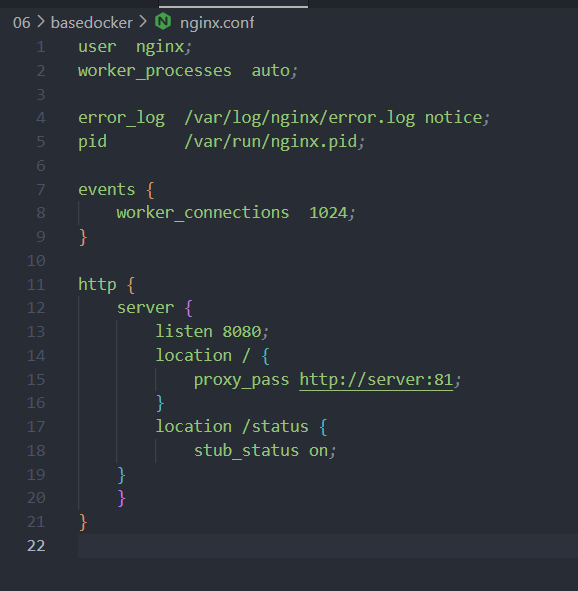 06 > basedocker > nginx.conf
1 user  nginx;
2 worker_processes  auto;
3
4 error_log  /var/log/nginx/error.log notice;
5 pid        /var/run/nginx.pid;
6
7 events {
8     worker_connections  1024;
9 }
10
11 http {
12     server {
13         listen 8080;
14         location / {
15             proxy_pass http://server:81;
16         }
17         location /status {
18             stub_status on;
19     }
20     }
21 }
22